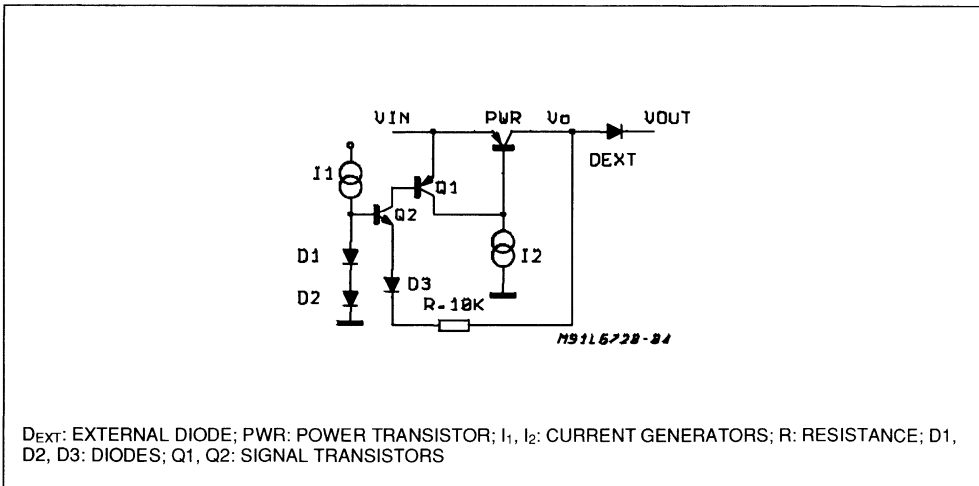 VIN PWR Vo VOUT
DEXT
I1
Q1
Q2
D1
I2
D2
D3
R-10K
M91L6728-04
DEXT: EXTERNAL DIODE; PWR: POWER TRANSISTOR; I1, I2: CURRENT GENERATORS; R: RESISTANCE; D1,
D2, D3: DIODES; Q1, Q2: SIGNAL TRANSISTORS